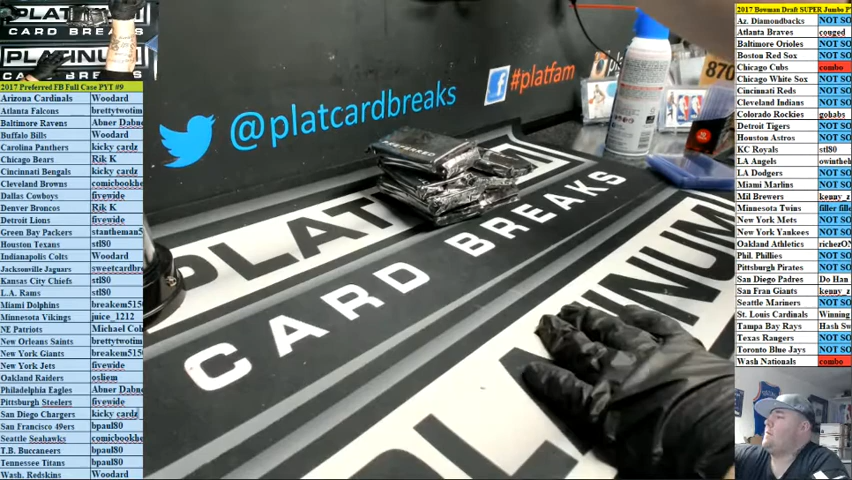 PLATINUM
CARD BREAKS
PLATINUM
CARD BREAKS
2017 Preferred FB Full Case PYT #9
Arizona Cardinals Woodard
Atlanta Falcons brettytwotim
Baltimore Ravens Abner Dabne
Buffalo Bills Woodard
Carolina Panthers kicky cardz
Chicago Bears Rik K
Cincinnati Bengals kicky cardz
Cleveland Browns comicbookhe
Dallas Cowboys fivewide
Denver Broncos Rik K
Detroit Lions fivewide
Green Bay Packers stantheman5
Houston Texans stl80
Indianapolis Colts Woodard
Jacksonville Jaguars sweetcardbre
Kansas City Chiefs stl80
L.A. Rams stl80
Miami Dolphins breakem515
Minnesota Vikings juice_1212
NE Patriots Michael Coh
New Orleans Saints brettytwotim
New York Giants breakem515
New York Jets fivewide
Oakland Raiders osliem
Philadelphia Eagles Abner Dabne
Pittsburgh Steelers fivewide
San Diego Chargers kicky cardz
San Francisco 49ers bpaul80
Seattle Seahawks comicbookhe
T.B. Buccaneers bpaul80
Tennessee Titans bpaul80
Wash. Redskins Woodard
@platcardbreaks
#platfam
870
PREFERRED
PLATINUM
CARD BREAKS
PLATINUM
2017 Bowman Draft SUPER Jumbo P
Az. Diamondbacks NOT SO
Atlanta Braves couged
Baltimore Orioles NOT SO
Boston Red Sox NOT SO
Chicago Cubs combo
Chicago White Sox NOT SO
Cincinnati Reds NOT SO
Cleveland Indians NOT SO
Colorado Rockies gobabs
Detroit Tigers NOT SO
Houston Astros NOT SO
KC Royals stl80
LA Angels owinthe
LA Dodgers NOT SO
Miami Marlins NOT SO
Mil Brewers kenny_z
Minnesota Twins filler fille
New York Mets NOT SO
New York Yankees NOT SO
Oakland Athletics richerON
Phil. Phillies NOT SO
Pittsburgh Pirates NOT SO
San Diego Padres Do Han
San Fran Giants kenny_z
Seattle Mariners NOT SO
St. Louis Cardinals Winning
Tampa Bay Rays Hash Sw
Texas Rangers NOT SO
Toronto Blue Jays NOT SO
Wash Nationals combo